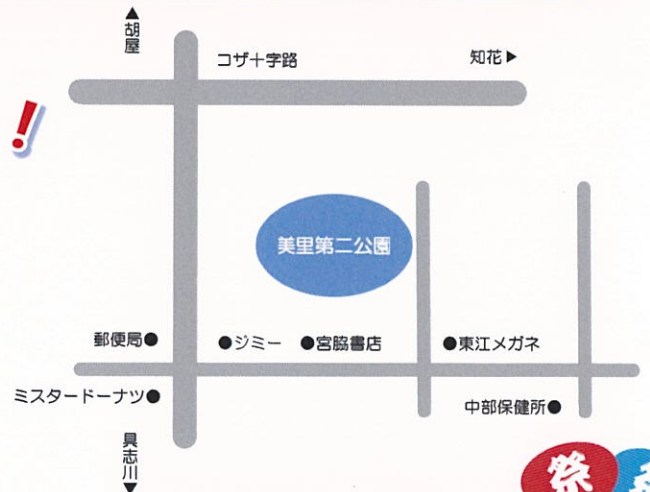 ▲胡屋
コザ十字路
知花▶
!
美里第二公園
郵便局●
●ジミー
●宮脇書店
●東江メガネ
ミスタードーナツ●
中部保健所●
具志川▼
祭